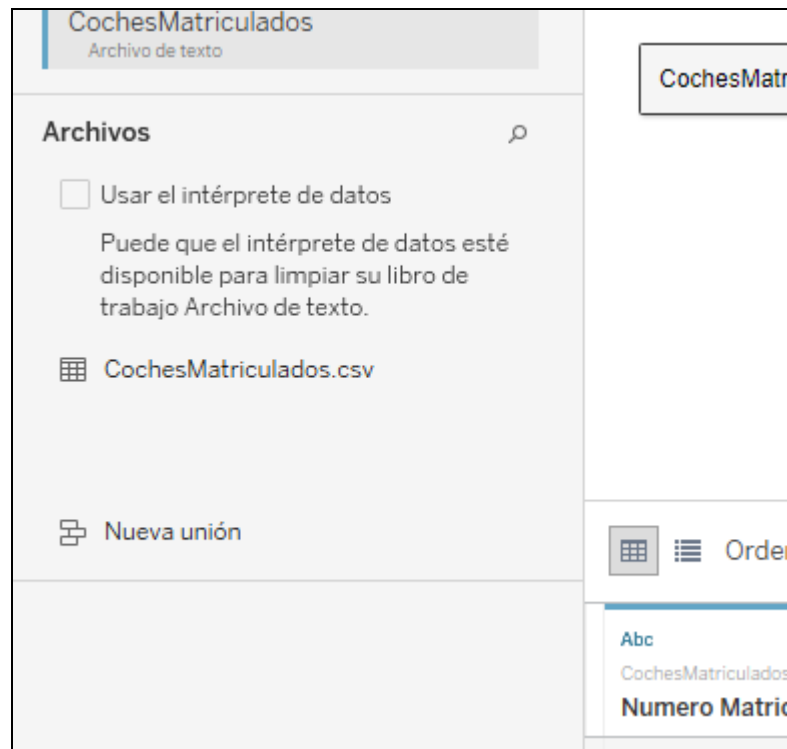 CochesMatriculados
Archivo de texto
Archivos
Usar el intérprete de datos
Puede que el intérprete de datos esté
disponible para limpiar su libro de
trabajo Archivo de texto.
CochesMatriculados.csv
Nueva unión
CochesMatr
Orde
Abc
CochesMatriculados
Numero Matric